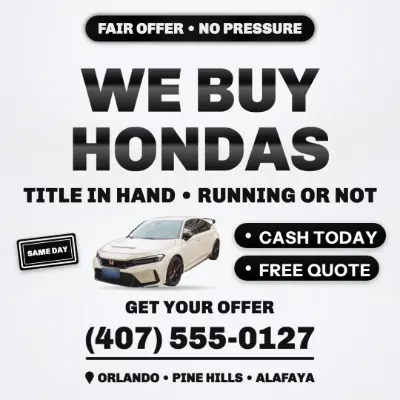 FAIR OFFER • NO PRESSURE
WE BUY
HONDAS
TITLE IN HAND • RUNNING OR NOT
SAME DAY
• CASH TODAY
• FREE QUOTE
GET YOUR OFFER
(407) 555-0127
ORLANDO • PINE HILLS • ALAFAYA